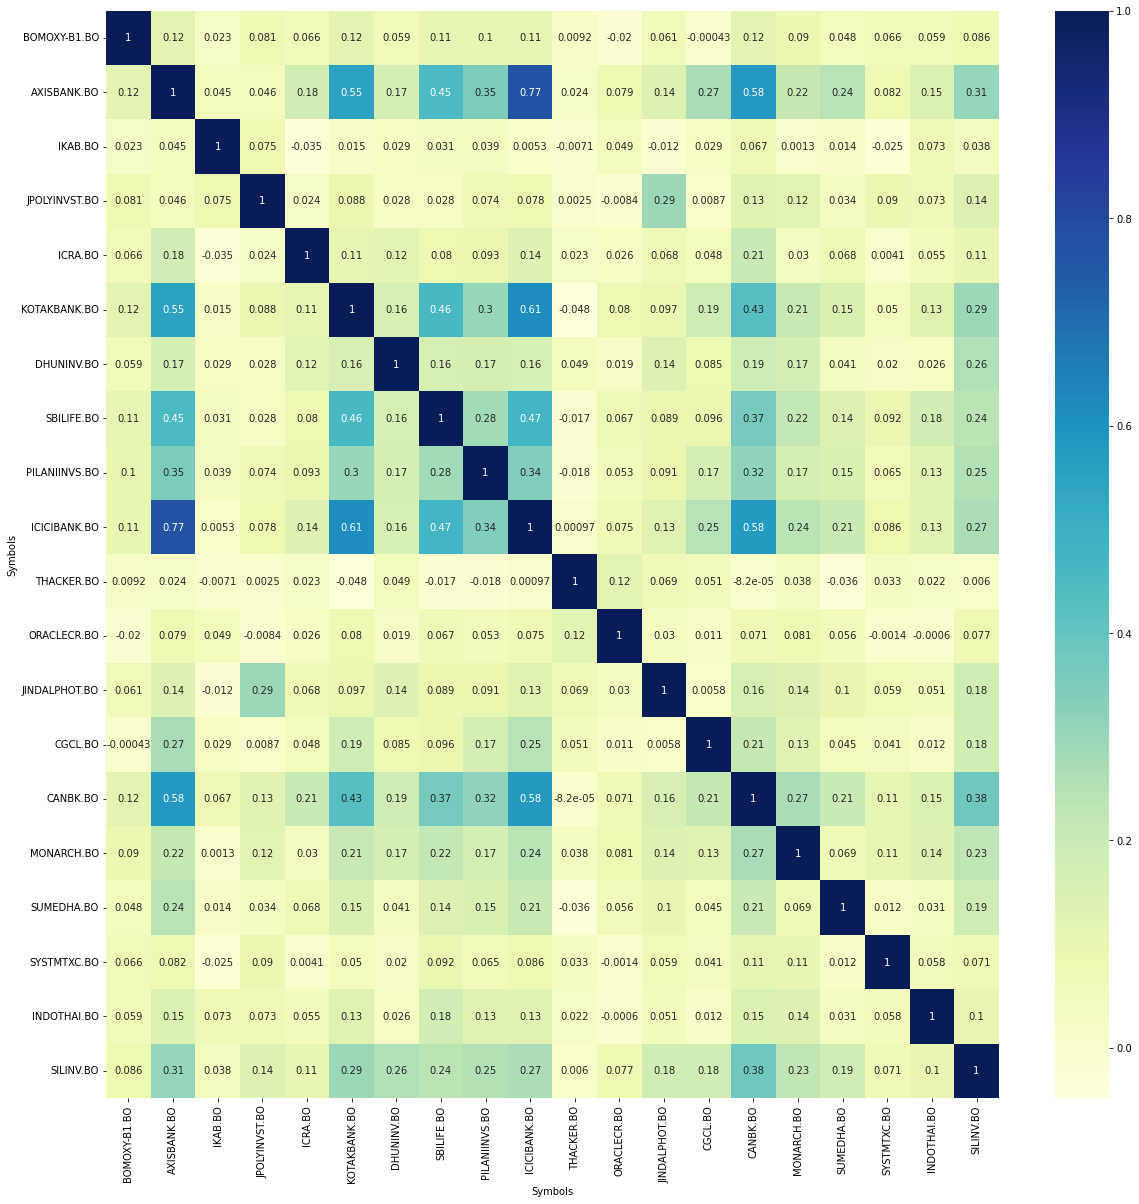 BOMOXY-B1.BO 1 0.12 0.023 0.081 0.066 0.12 0.059 0.11 0.1 0.11 0.0092 -0.02 0.061 -0.00043 0.12 0.09 0.048 0.066 0.059 0.086
AXISBANK.BO 0.12 1 0.045 0.046 0.18 0.55 0.17 0.45 0.35 0.77 0.024 0.079 0.14 0.27 0.58 0.22 0.24 0.082 0.15 0.31
IKAB.BO 0.023 0.045 1 0.075 -0.035 0.015 0.029 0.031 0.039 0.0053 -0.0071 0.049 -0.012 0.029 0.067 0.0013 0.014 -0.025 0.073 0.038
JPOLYINVST.BO 0.081 0.046 0.075 1 0.024 0.088 0.028 0.028 0.074 0.078 0.0025 -0.0084 0.29 0.0087 0.13 0.12 0.034 0.09 0.073 0.14
ICRA.BO 0.066 0.18 -0.035 0.024 1 0.11 0.12 0.08 0.093 0.14 0.023 0.026 0.068 0.048 0.21 0.03 0.068 0.0041 0.055 0.11
KOTAKBANK.BO 0.12 0.55 0.015 0.088 0.11 1 0.16 0.46 0.3 0.61 -0.048 0.08 0.097 0.19 0.43 0.21 0.15 0.05 0.13 0.29
DHUNINV.BO 0.059 0.17 0.029 0.028 0.12 0.16 1 0.16 0.17 0.16 0.049 0.019 0.14 0.085 0.19 0.17 0.041 0.02 0.026 0.26
SBILIFE.BO 0.11 0.45 0.031 0.028 0.08 0.46 0.16 1 0.28 0.47 -0.017 0.067 0.089 0.096 0.37 0.22 0.14 0.092 0.18 0.24
PILANIINVS.BO 0.1 0.35 0.039 0.074 0.093 0.3 0.17 0.28 1 0.34 -0.018 0.053 0.091 0.17 0.32 0.17 0.15 0.065 0.13 0.25
ICICIBANK.BO 0.11 0.77 0.0053 0.078 0.14 0.61 0.16 0.47 0.34 1 0.00097 0.075 0.13 0.25 0.58 0.24 0.21 0.086 0.13 0.27
THACKER.BO 0.0092 0.024 -0.0071 0.0025 0.023 -0.048 0.049 -0.017 -0.018 0.00097 1 0.12 0.069 0.051 -8.2e-05 0.038 -0.036 0.033 0.022 0.006
ORACLECR.BO -0.02 0.079 0.049 -0.0084 0.026 0.08 0.019 0.067 0.053 0.075 0.12 1 0.03 0.011 0.071 0.081 0.056 -0.0014 -0.0006 0.077
JINDALPHOT.BO 0.061 0.14 -0.012 0.29 0.068 0.097 0.14 0.089 0.091 0.13 0.069 0.03 1 0.0058 0.16 0.14 0.1 0.059 0.051 0.18
CGCL.BO -0.00043 0.27 0.029 0.0087 0.048 0.19 0.085 0.096 0.17 0.25 0.051 0.011 0.0058 1 0.21 0.13 0.045 0.041 0.012 0.18
CANBK.BO 0.12 0.58 0.067 0.13 0.21 0.43 0.19 0.37 0.32 0.58 -8.2e-05 0.071 0.16 0.21 1 0.27 0.21 0.11 0.15 0.38
MONARCH.BO 0.09 0.22 0.0013 0.12 0.03 0.21 0.17 0.22 0.17 0.24 0.038 0.081 0.14 0.13 0.27 1 0.069 0.11 0.14 0.23
SUMEDHA.BO 0.048 0.24 0.014 0.034 0.068 0.15 0.041 0.14 0.15 0.21 -0.036 0.056 0.1 0.045 0.21 0.069 1 0.012 0.031 0.19
SYSTMTXC.BO 0.066 0.082 -0.025 0.09 0.0041 0.05 0.02 0.092 0.065 0.086 0.033 -0.0014 0.059 0.041 0.11 0.11 0.012 1 0.058 0.071
INDOTHAI.BO 0.059 0.15 0.073 0.073 0.055 0.13 0.026 0.18 0.13 0.13 0.022 -0.0006 0.051 0.012 0.15 0.14 0.031 0.058 1 0.1
SILINV.BO 0.086 0.31 0.038 0.14 0.11 0.29 0.26 0.24 0.25 0.27 0.006 0.077 0.18 0.18 0.38 0.23 0.19 0.071 0.1 1
Symbols
BOMOXY-B1.BO AXISBANK.BO IKAB.BO JPOLYINVST.BO ICRA.BO KOTAKBANK.BO DHUNINV.BO SBILIFE.BO PILANIINVS.BO ICICIBANK.BO THACKER.BO ORACLECR.BO JINDALPHOT.BO CGCL.BO CANBK.BO MONARCH.BO SUMEDHA.BO SYSTMTXC.BO INDOTHAI.BO SILINV.BO
Symbols
1.0
0.8
0.6
0.4
0.2
0.0